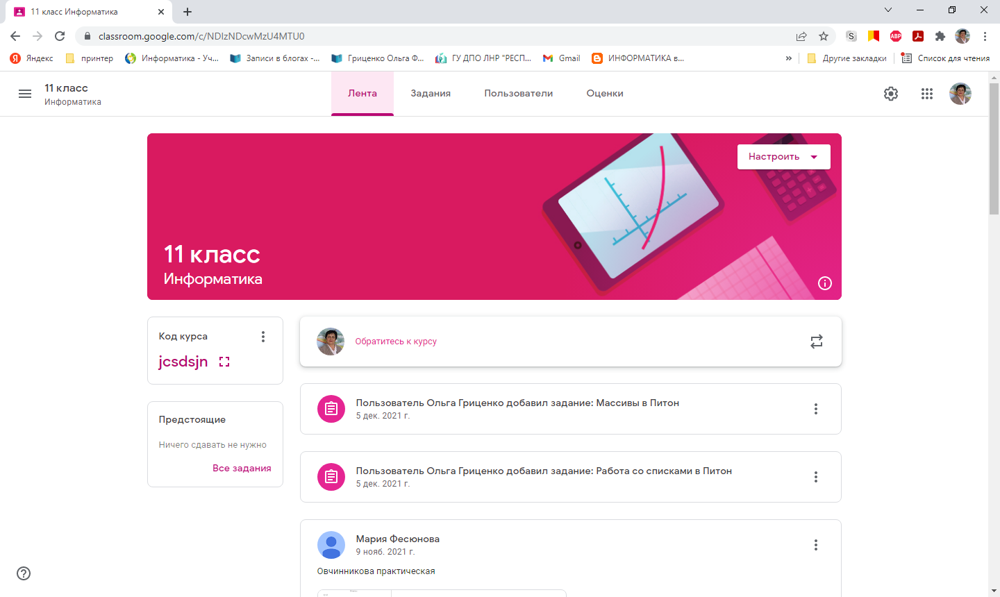 11 класс Информатика
classroom.google.com/c/NDIzNDcwMzU4MTU0
Яндекс
принтер
Информатика - Уч...
Записи в блогах -...
Гриценко Ольга Ф...
ГУ ДПО ЛНР "РЕСП...
Gmail
ИНФОРМАТИКА в...
»
Другие закладки
Список для чтения
11 класс
Информатика
Лента
Задания
Пользователи
Оценки
Настроить
11 класс
Информатика
Код курса
jcsdsjn
Предстоящие
Ничего сдавать не нужно
Все задания
Обратитесь к курсу
Пользователь Ольга Гриценко добавил задание: Массивы в Питон
5 дек. 2021 г.
Пользователь Ольга Гриценко добавил задание: Работа со списками в Питон
5 дек. 2021 г.
Мария Фесюнова
9 нояб. 2021 г.
Овчинникова практическая